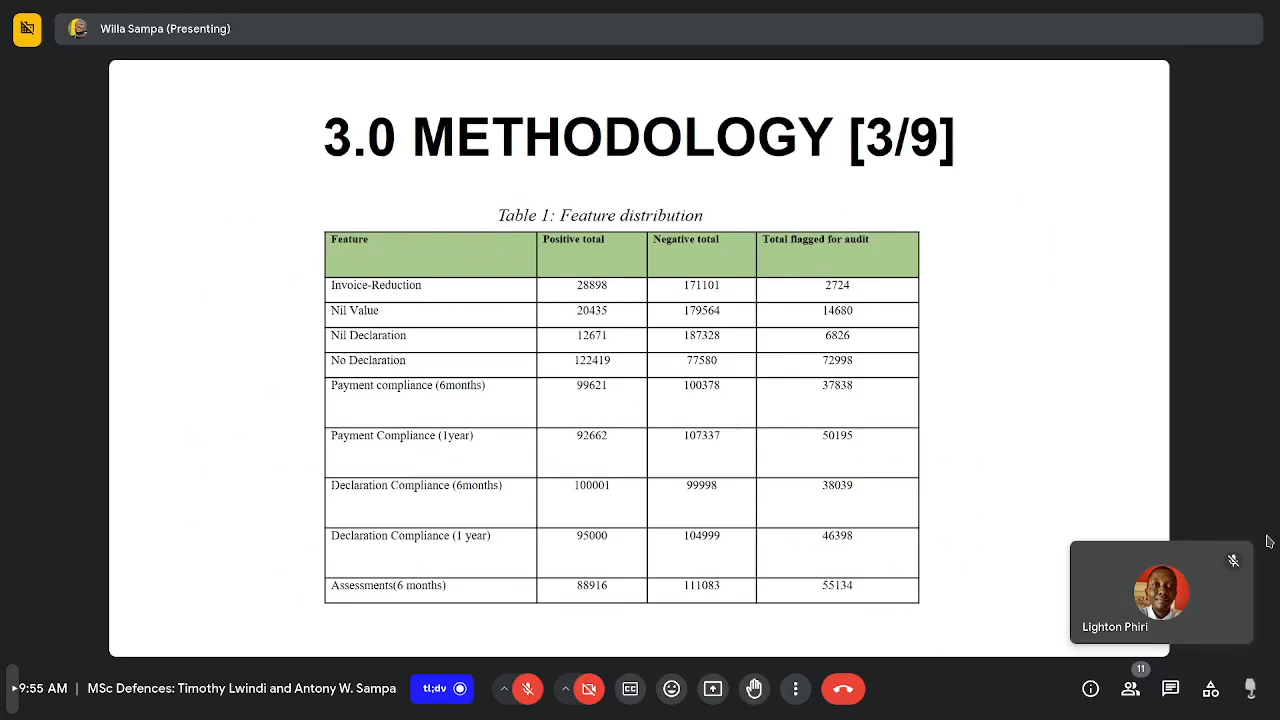 Willa Sampa (Presenting)
3.0 METHODOLOGY [3/9]
Table 1: Feature distribution
Feature Positive total Negative total Total flagged for audit
Invoice-Reduction 28898 171101 2724
Nil Value 20435 179564 14680
Nil Declaration 12671 187328 6826
No Declaration 122419 77580 72998
Payment compliance (6months) 99621 100378 37838
Payment Compliance (1year) 92662 107337 50195
Declaration Compliance (6months) 100001 99998 38039
Declaration Compliance (1 year) 95000 104999 46398
Assessments(6 months) 88916 111083 55134
Lighton Phiri
9:55 AM | MSc Defences: Timothy Lwindi and Antony W. Sampa
tl;dv
CC
11